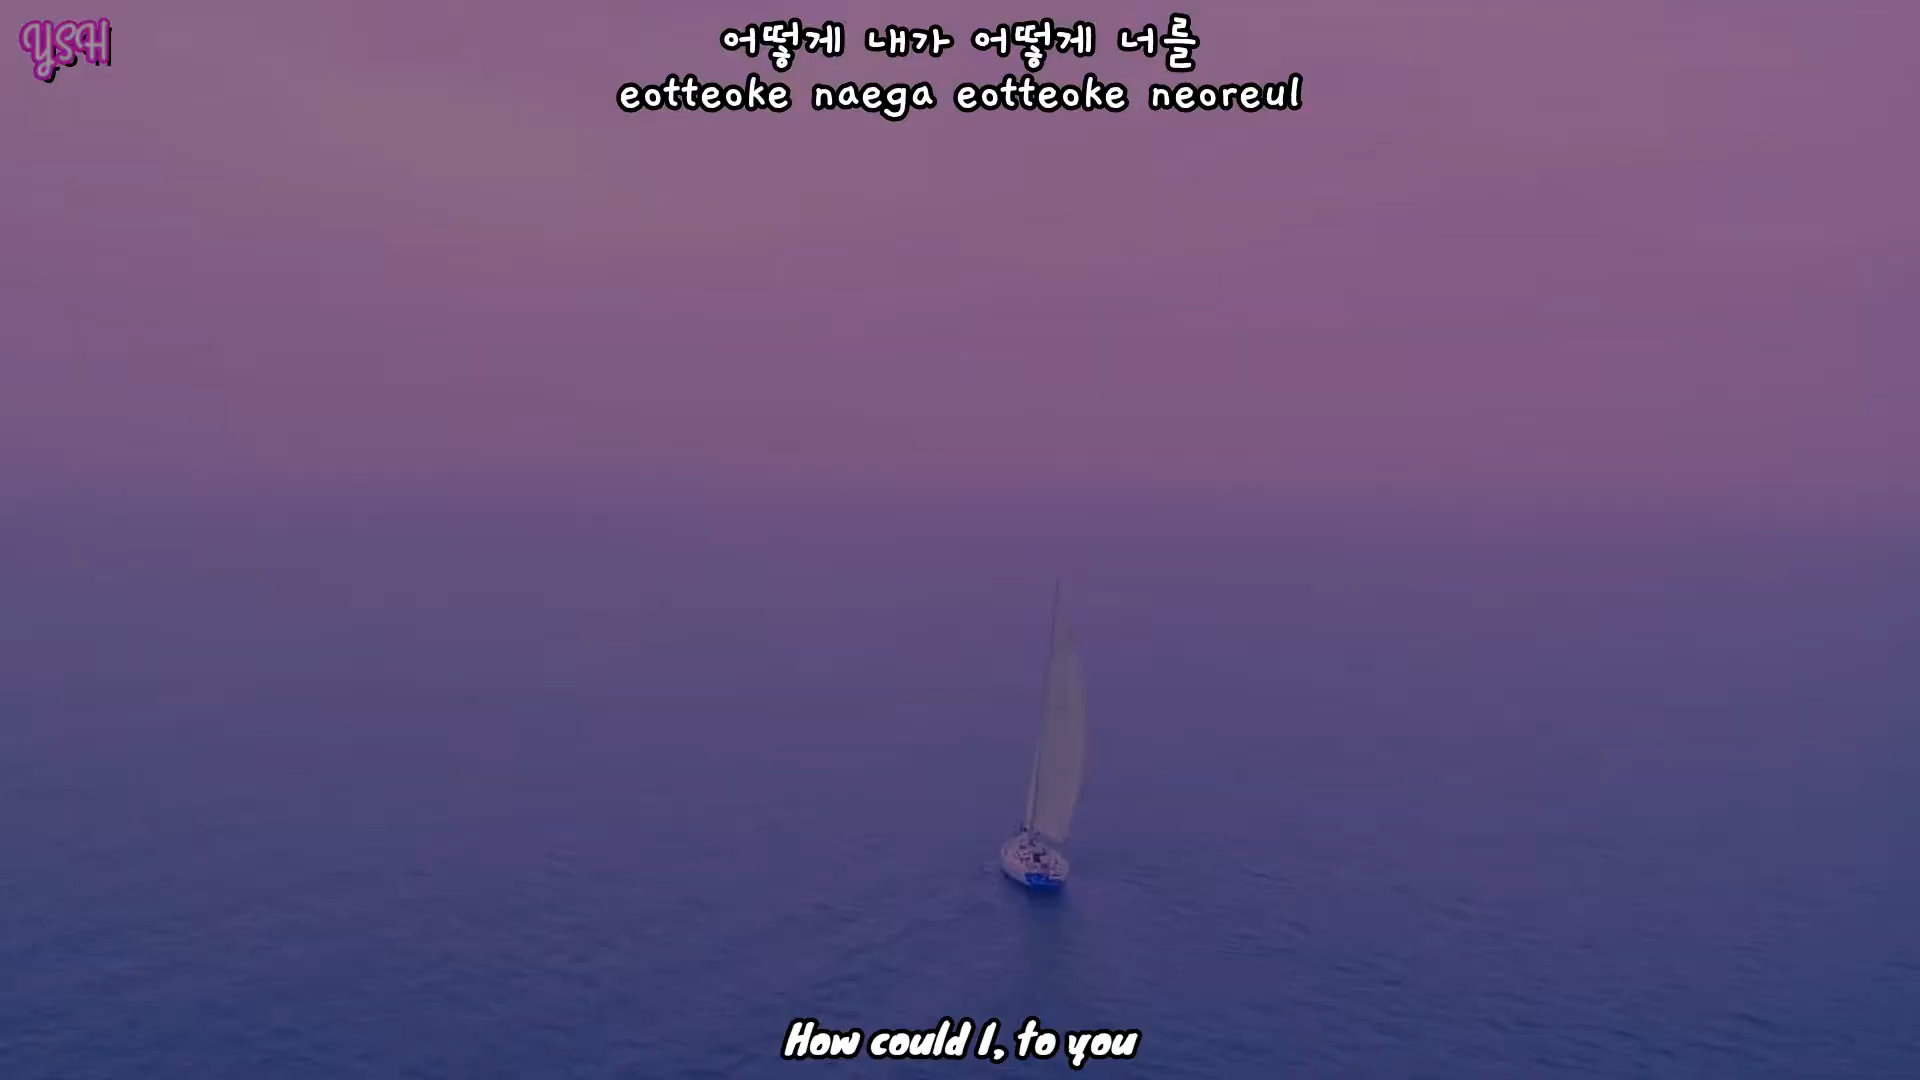 YSH
어떻게 내가 어떻게 너를
eotteoke naega eotteoke neoreul
How could I, to you